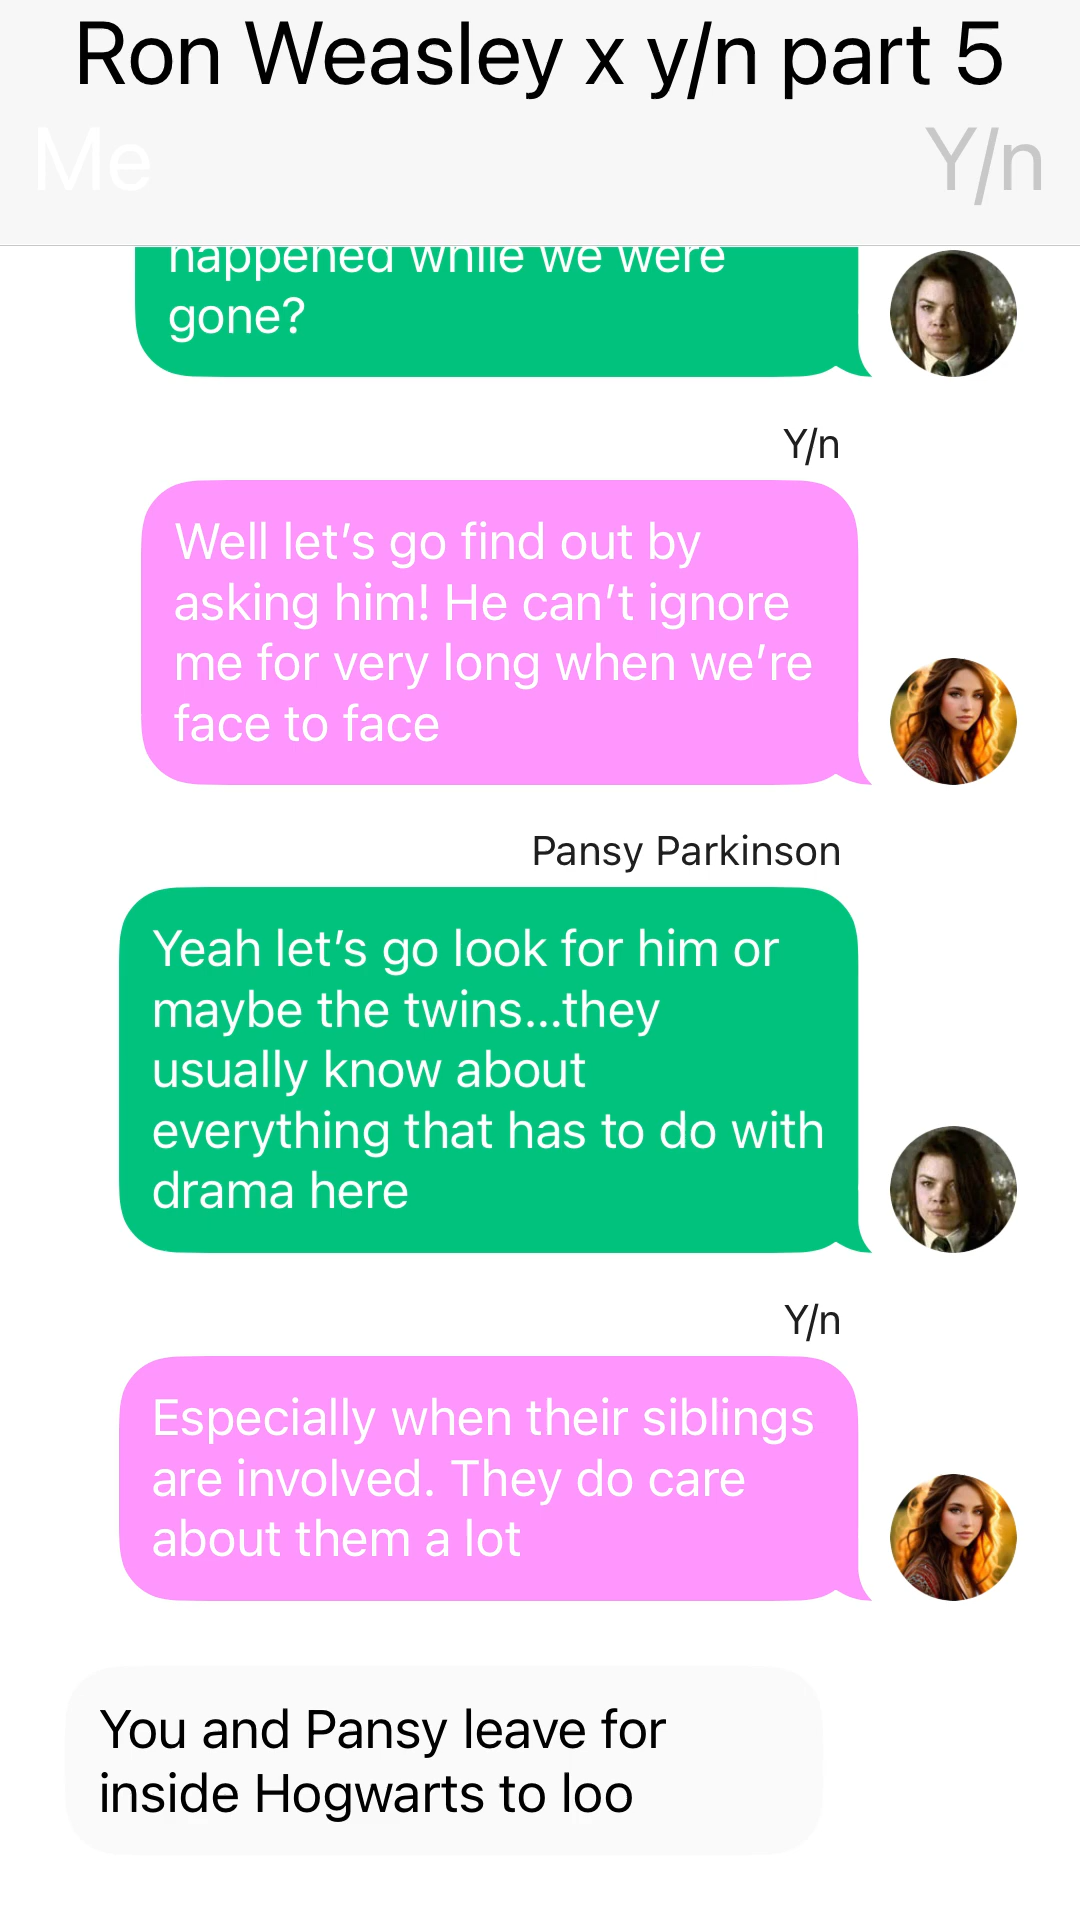 Ron Weasley x y/n part 5
Me
Y/n
happened while we were
gone?
Y/n
Well let’s go find out by
asking him! He can’t ignore
me for very long when we’re
face to face
Pansy Parkinson
Yeah let’s go look for him or
maybe the twins...they
usually know about
everything that has to do with
drama here
Y/n
Especially when their siblings
are involved. They do care
about them a lot
You and Pansy leave for
inside Hogwarts to loo